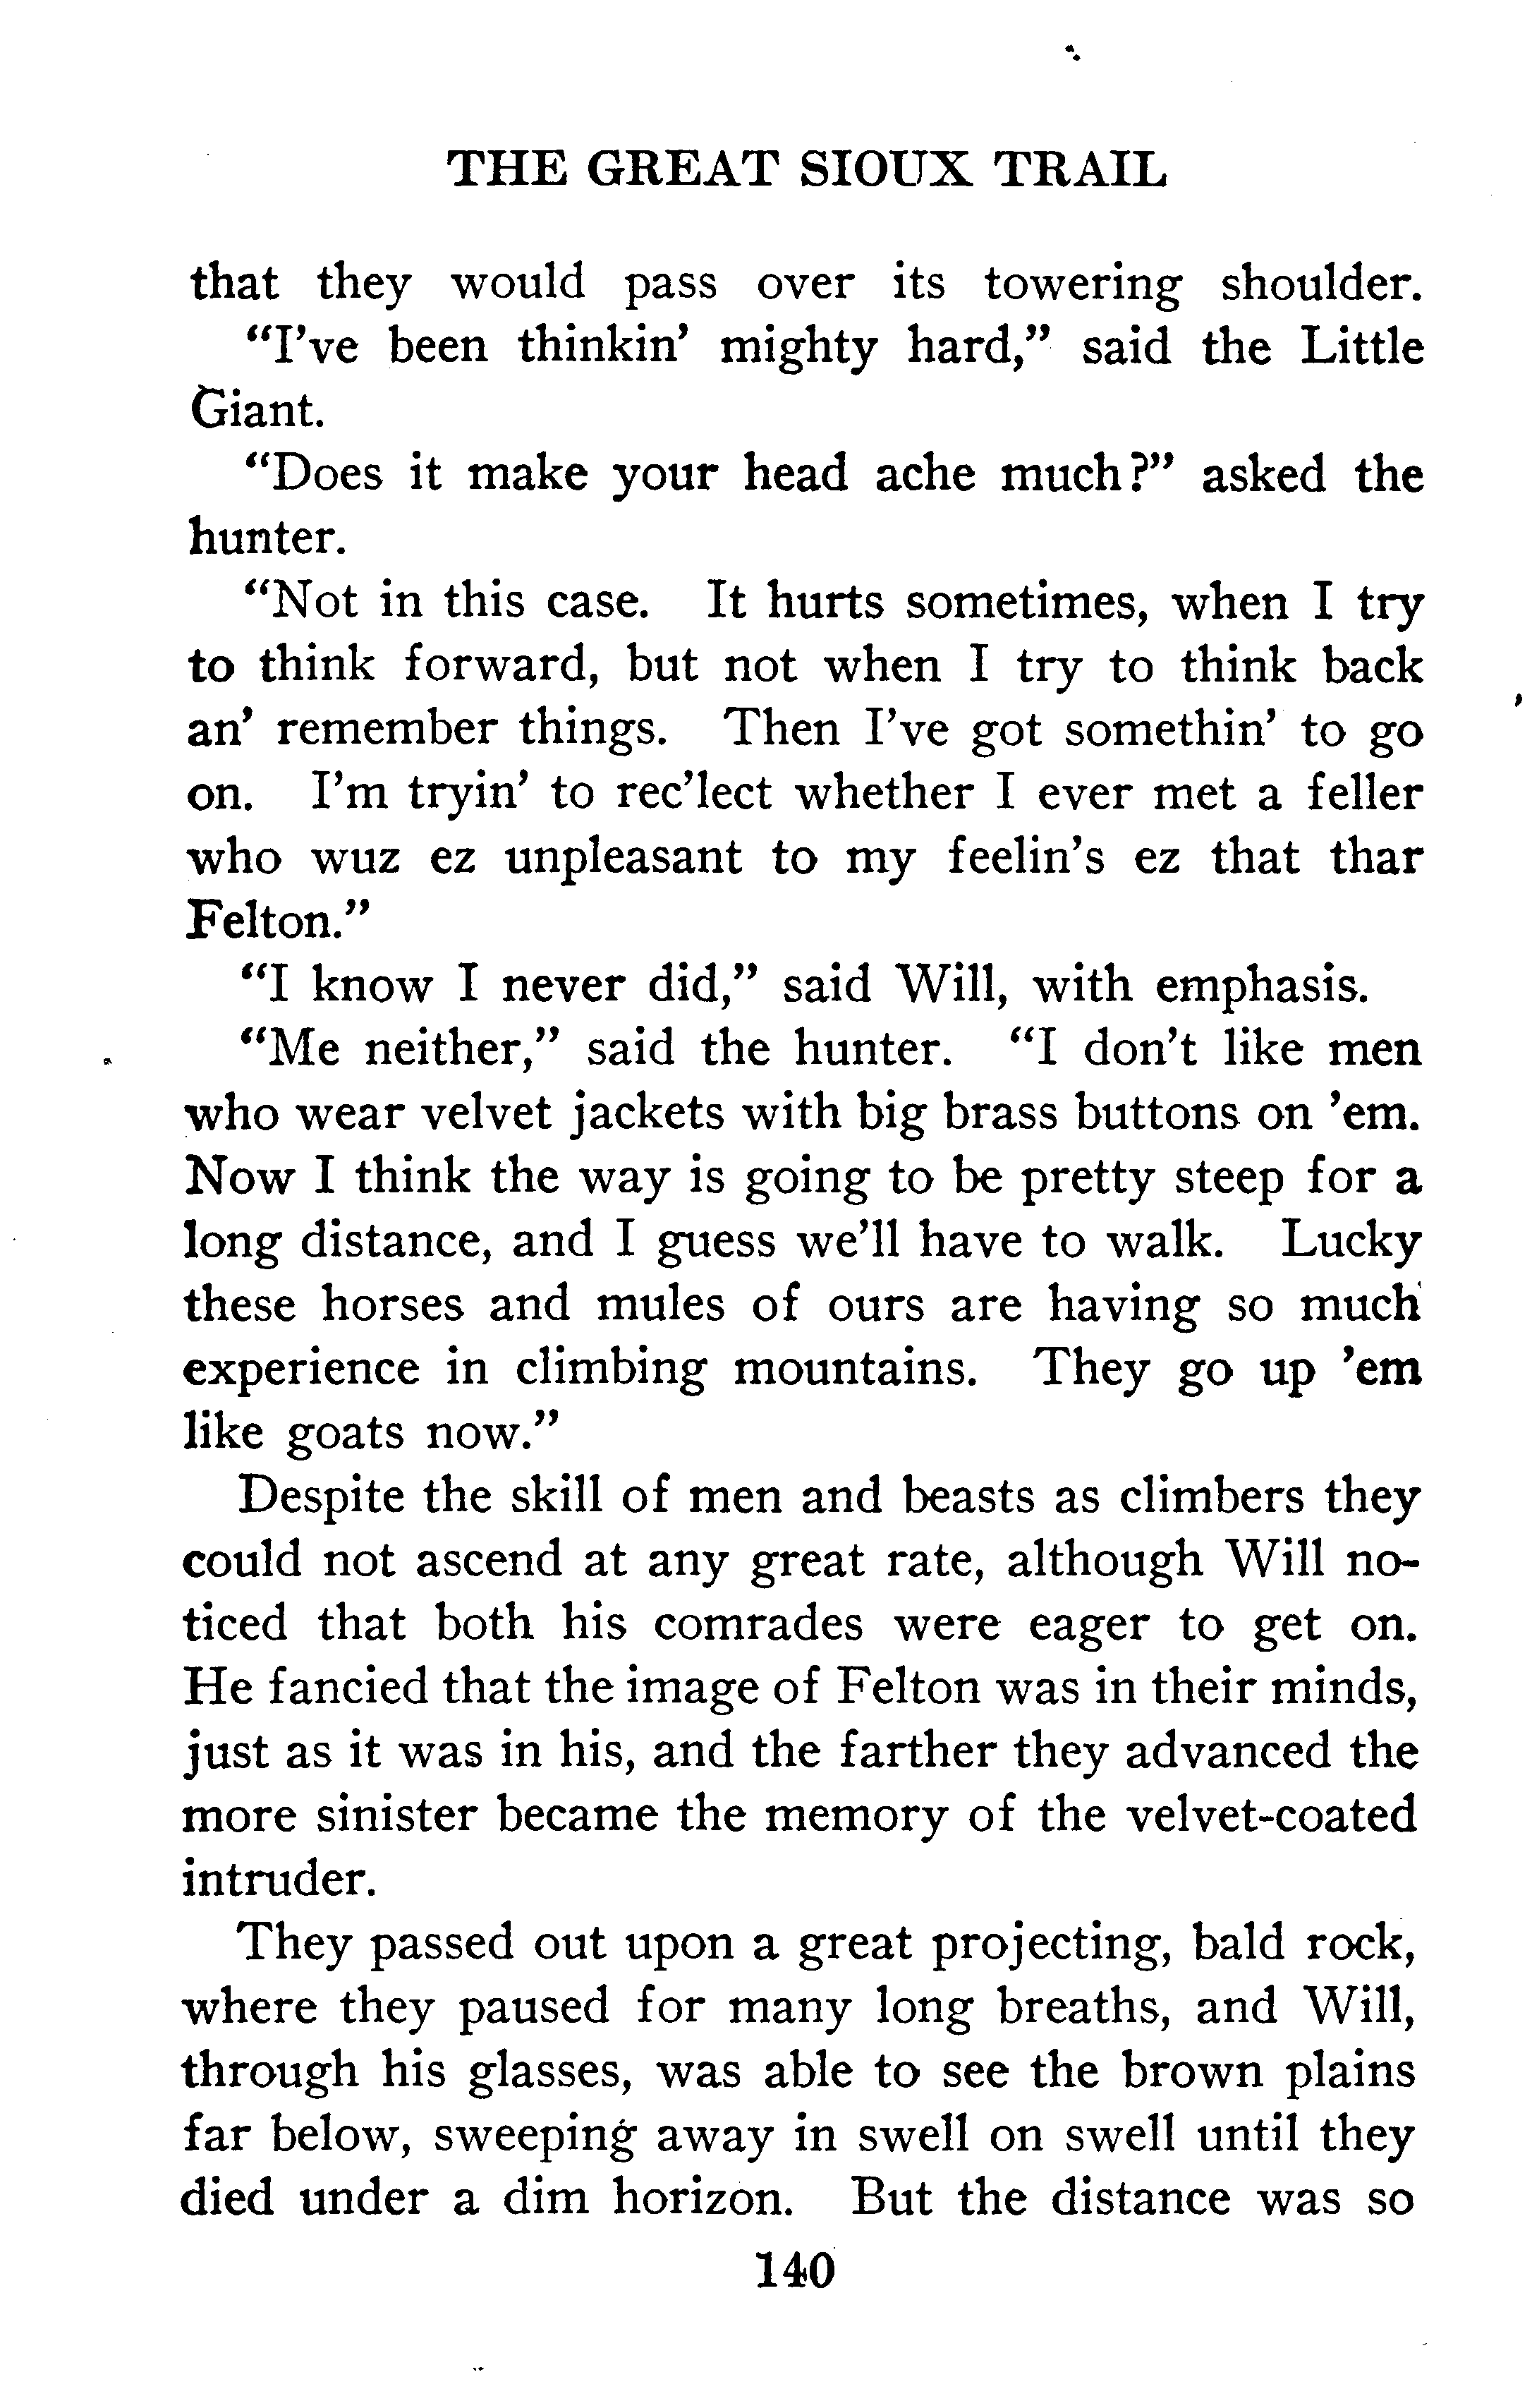 THE GREAT SIOUX TRAIL
that they would pass over its towering shoulder.
"I've been thinkin' mighty hard," said the Little
Giant.
"Does it make your head ache much?" asked the
hunter.
"Not in this case. It hurts sometimes, when I try
to think forward, but not when I try to think back
an' remember things. Then I've got somethin' to go
on. I'm tryin' to rec'lect whether I ever met a feller
who wuz ez unpleasant to my feelin's ez that thar
Felton."
"I know I never did," said Will, with emphasis.
"Me neither," said the hunter. "I don't like men
who wear velvet jackets with big brass buttons on 'em.
Now I think the way is going to be pretty steep for a
long distance, and I guess we'll have to walk. Lucky
these horses and mules of ours are having so much
experience in climbing mountains. They go up 'em
like goats now."
Despite the skill of men and beasts as climbers they
could not ascend at any great rate, although Will no-
ticed that both his comrades were eager to get on.
He fancied that the image of Felton was in their minds,
just as it was in his, and the farther they advanced the
more sinister became the memory of the velvet-coated
intruder.
They passed out upon a great projecting, bald rock,
where they paused for many long breaths, and Will,
through his glasses, was able to see the brown plains
far below, sweeping away in swell on swell until they
died under a dim horizon. But the distance was so
140